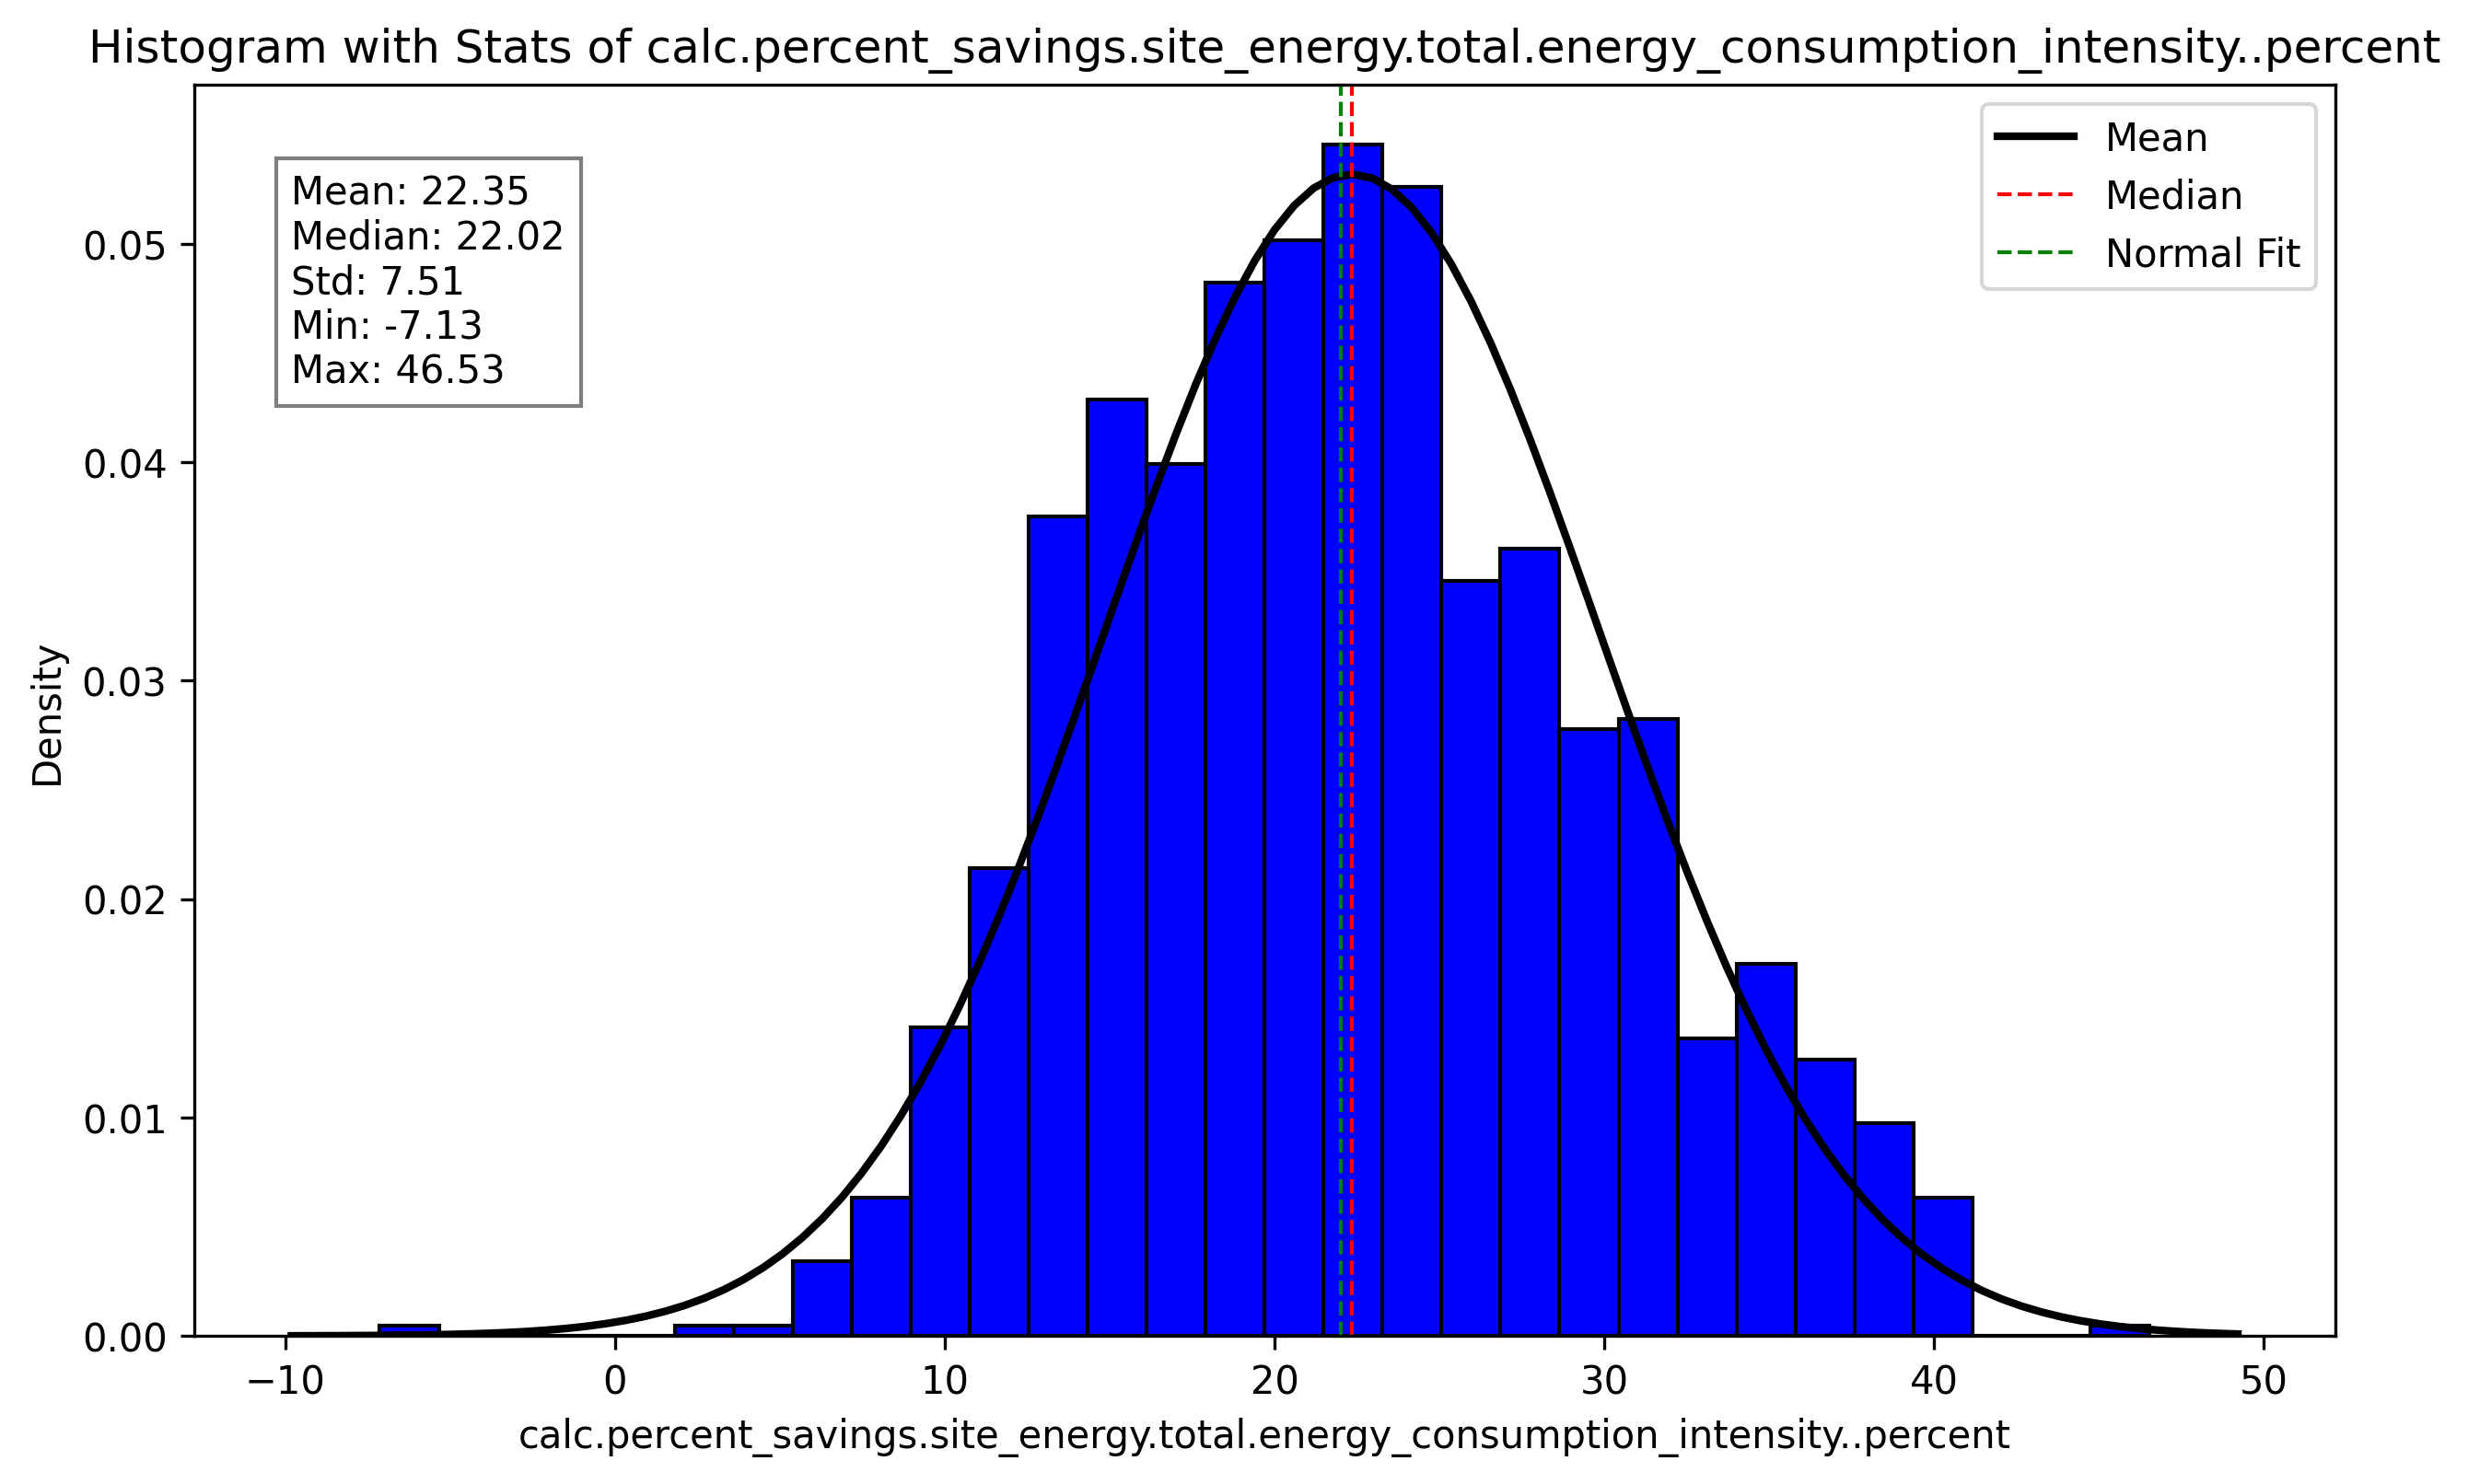 Histogram with Stats of calc.percent_savings.site_energy.total.energy_consumption_intensity..percent
Mean: 22.35
Median: 22.02
Std: 7.51
Min: -7.13
Max: 46.53
Mean
Median
Normal Fit
Density
0.05
0.04
0.03
0.02
0.01
0.00
−10
0
10
20
30
40
50
calc.percent_savings.site_energy.total.energy_consumption_intensity..percent